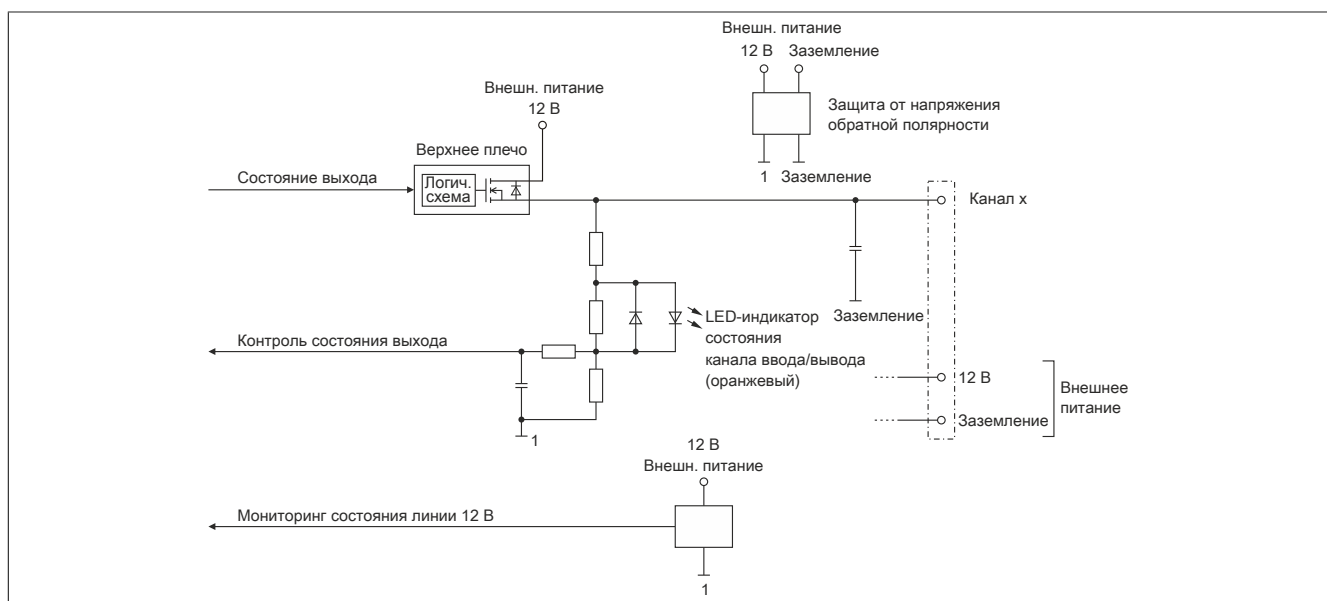 Внешн. питание
12 В Заземление
Защита от напряжения
обратной полярности
1 Заземление
Внешн. питание
12 В
Верхнее плечо
Логич.
схема
Состояние выхода
Канал x
Заземление
LED-индикатор
состояния
канала ввода/вывода
(оранжевый)
Контроль состояния выхода
1
12 В
Заземление
Внешнее
питание
12 В
Внешн. питание
Мониторинг состояния линии 12 В
1